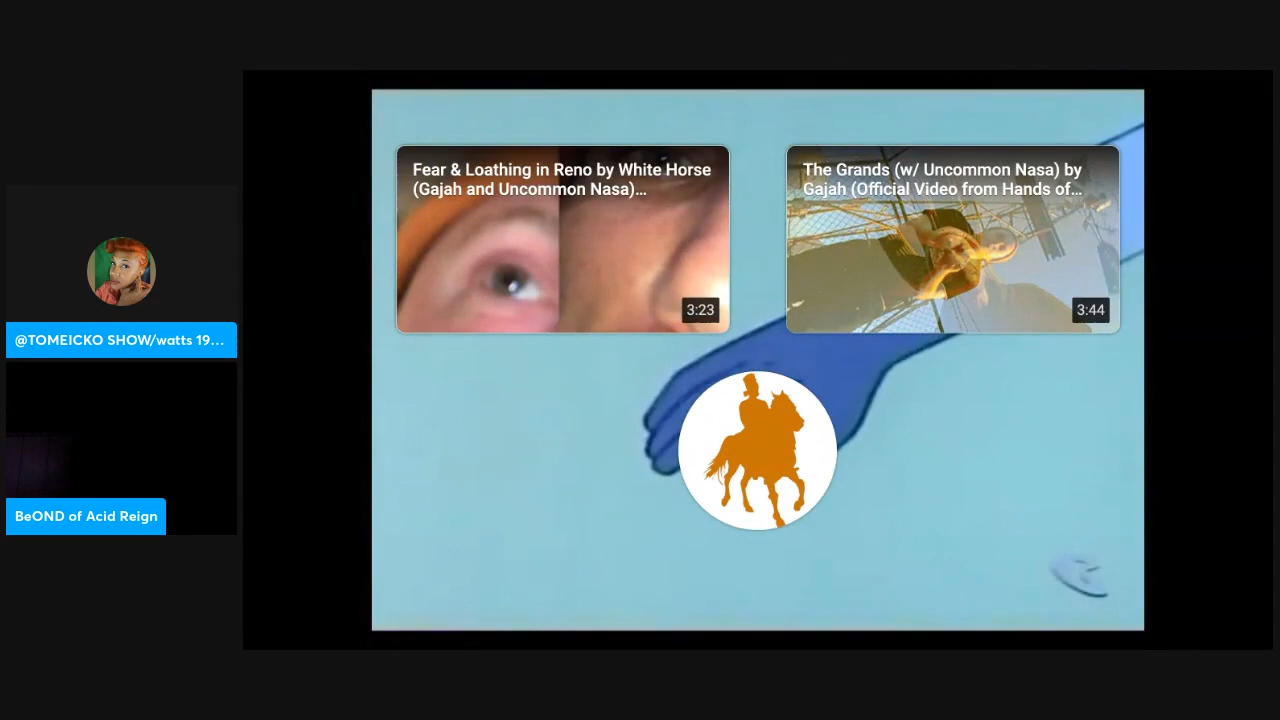 Fear & Loathing in Reno by White Horse
(Gajah and Uncommon Nasa)...
3:23
The Grands (w/ Uncommon Nasa) by
Gajah (Official Video from Hands of...
3:44
@TOMEICKO SHOW/watts 19...
BeOND of Acid Reign